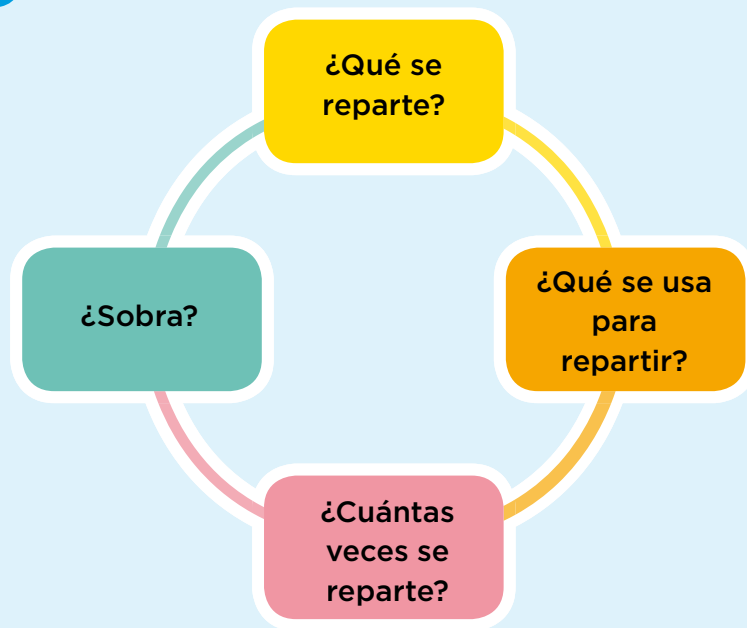 ¿Qué se
reparte?
¿Qué se usa
para
repartir?
¿Cuántas
veces se
reparte?
¿Sobra?